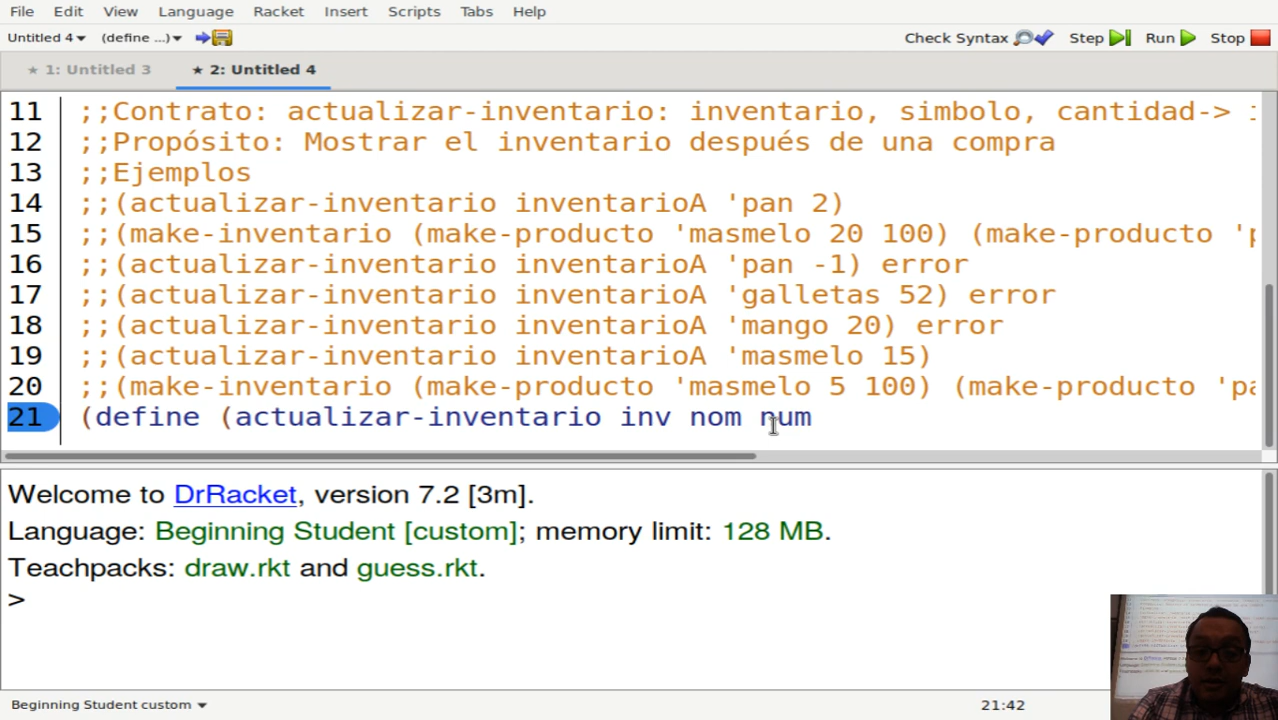 File Edit View Language Racket Insert Scripts Tabs Help
Untitled 4 (define ...) Check Syntax Step Run Stop
1: Untitled 3 2: Untitled 4
11 ;;Contrato: actualizar-inventario: inventario, simbolo, cantidad->
12 ;;Propósito: Mostrar el inventario después de una compra
13 ;;Ejemplos
14 ;;(actualizar-inventario inventarioA 'pan 2)
15 ;;(make-inventario (make-producto 'masmelo 20 100) (make-producto 'p
16 ;;(actualizar-inventario inventarioA 'pan -1) error
17 ;;(actualizar-inventario inventarioA 'galletas 52) error
18 ;;(actualizar-inventario inventarioA 'mango 20) error
19 ;;(actualizar-inventario inventarioA 'masmelo 15)
20 ;;(make-inventario (make-producto 'masmelo 5 100) (make-producto 'pa
21 (define (actualizar-inventario inv nom num
Welcome to DrRacket, version 7.2 [3m].
Language: Beginning Student [custom]; memory limit: 128 MB.
Teachpacks: draw.rkt and guess.rkt.
>
Beginning Student custom 21:42